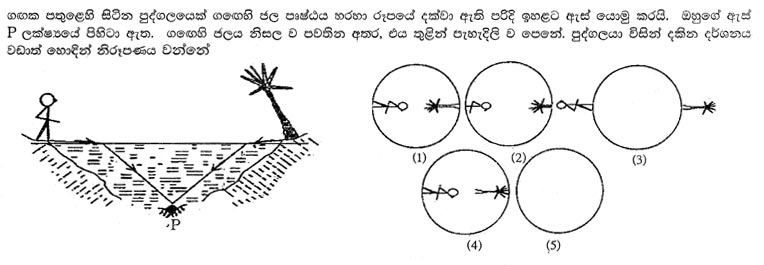 ගඟක පතුළෙහි සිටින පුද්ගලයෙක් ගඟෙහි ජල පෘෂ්ඨය හරහා රූපයේ දක්වා ඇති පරිදි ඉහළට ඇස් යොමු කරයි. ඔහුගේ ඇස්
P ලක්ෂ්‍යයේ පිහිටා ඇත. ගඟෙහි ජලය නිසල ව පවතින අතර, එය තුළින් පැහැදිලි ව පෙනේ. පුද්ගලයා විසින් දකින දර්ශනය
වඩාත් හොඳින් නිරූපණය වන්නේ
P
(1)
(2)
(3)
(4)
(5)